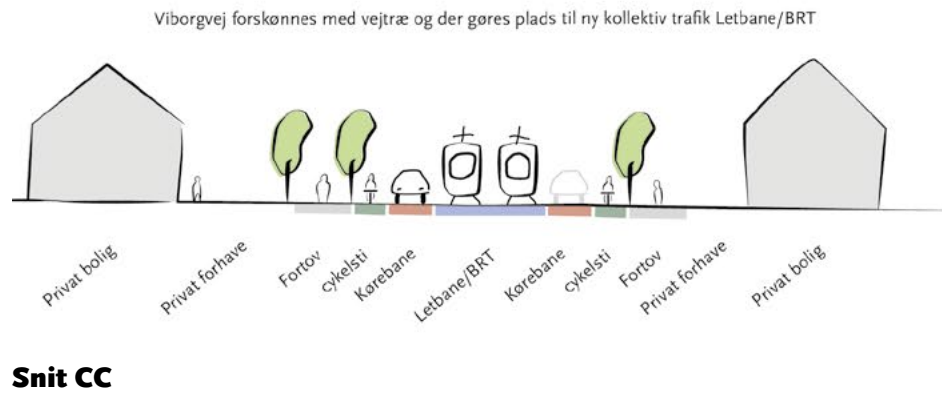 Viborgvej forskønnes med vejtræ og der gøres plads til ny kollektiv trafik Letbane/BRT
Privat bolig
Privat forhave
Fortov
cykelsti
Kørebane
Letbane/BRT
Kørebane
cykelsti
Fortov
Privat forhave
Privat bolig
Snit CC